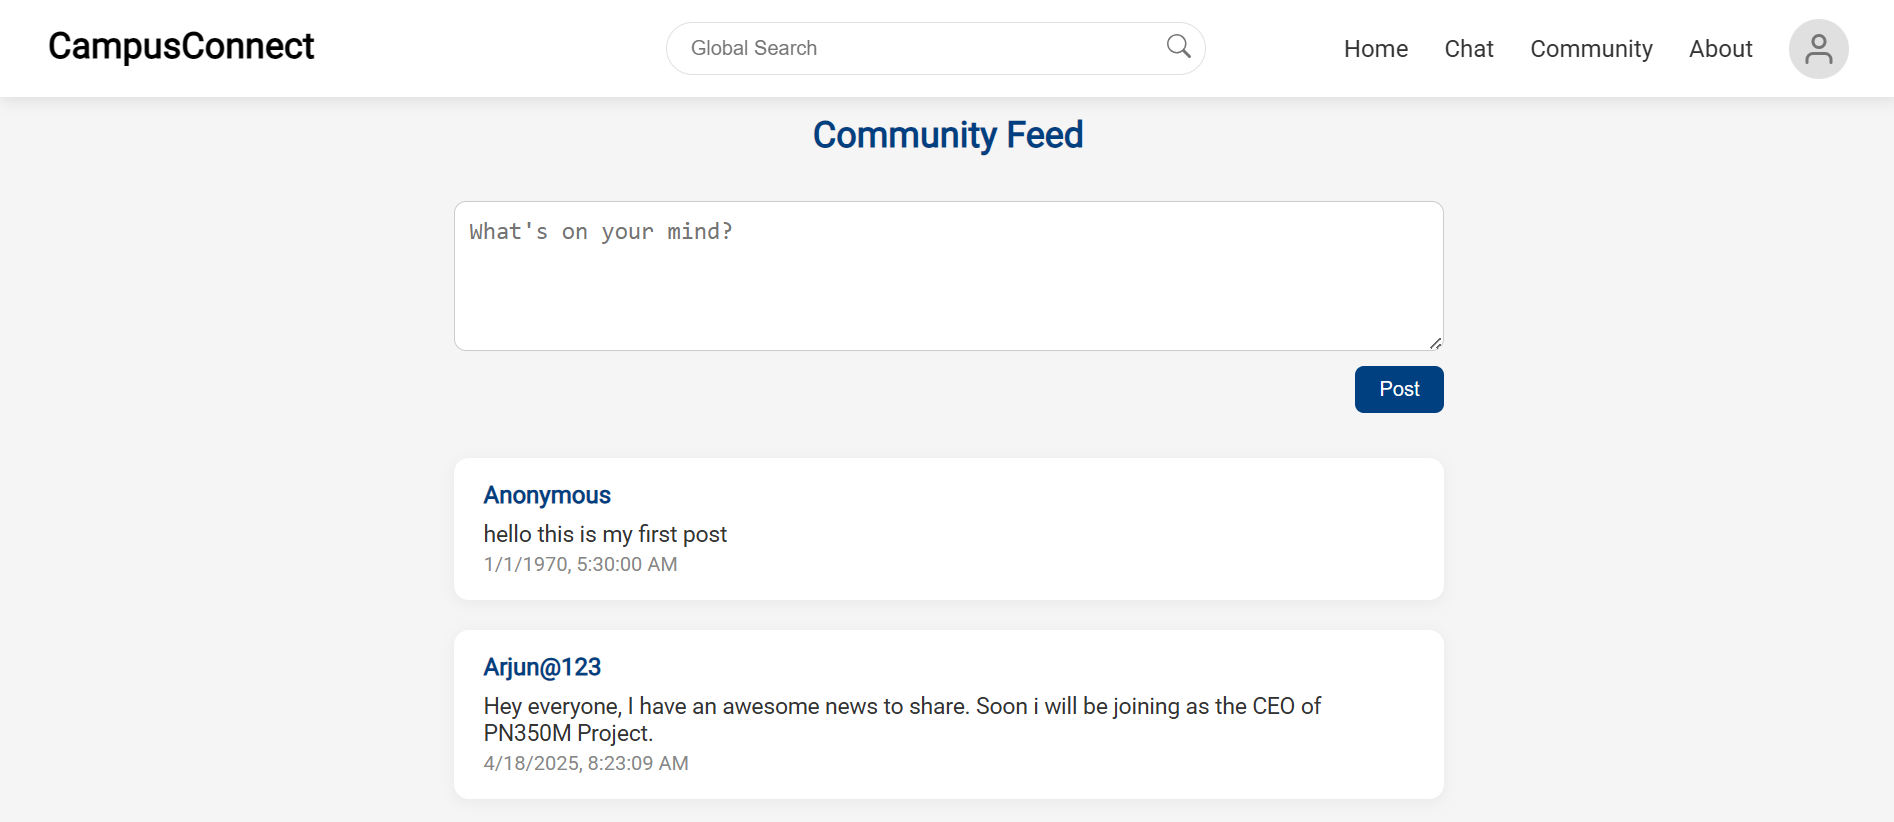 CampusConnect
Global Search
Home Chat Community About
Community Feed
What's on your mind?
Post
Anonymous
hello this is my first post
1/1/1970, 5:30:00 AM
Arjun@123
Hey everyone, I have an awesome news to share. Soon i will be joining as the CEO of
PN350M Project.
4/18/2025, 8:23:09 AM